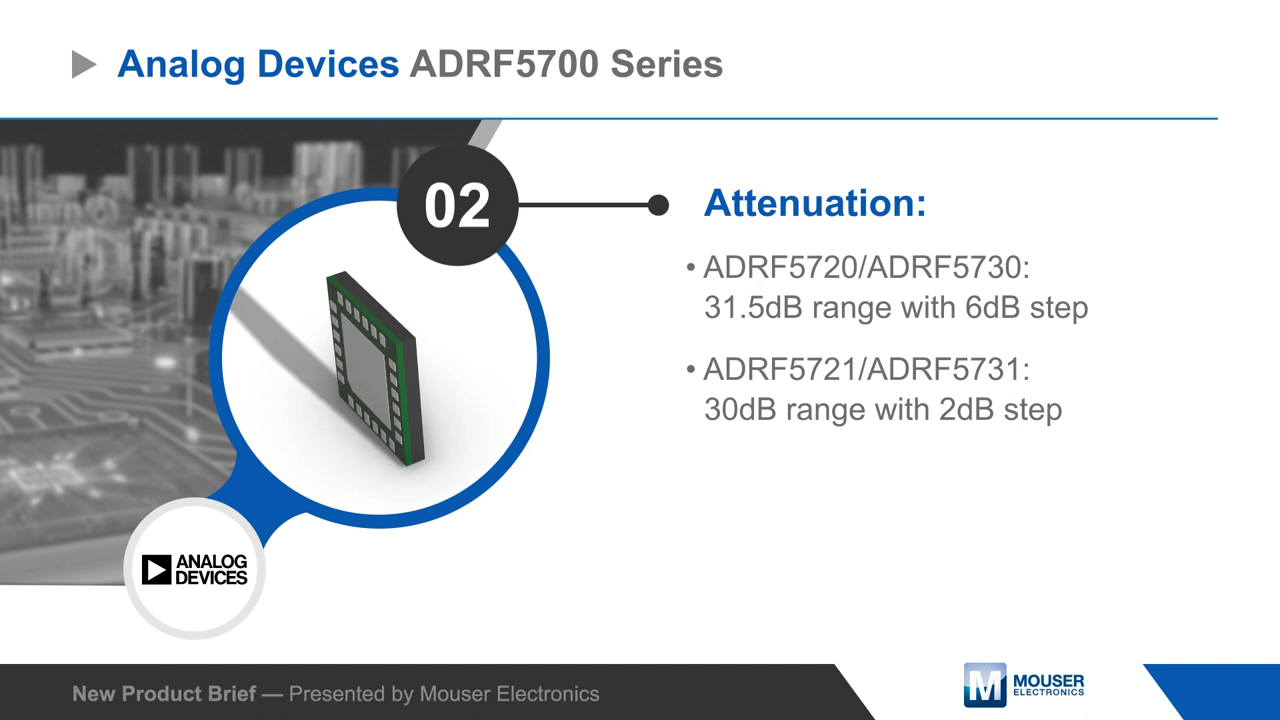 Analog Devices ADRF5700 Series
02
Attenuation:
• ADRF5720/ADRF5730:
31.5dB range with 6dB step
• ADRF5721/ADRF5731:
30dB range with 2dB step
ANALOG
DEVICES
New Product Brief — Presented by Mouser Electronics
M
MOUSER
ELECTRONICS